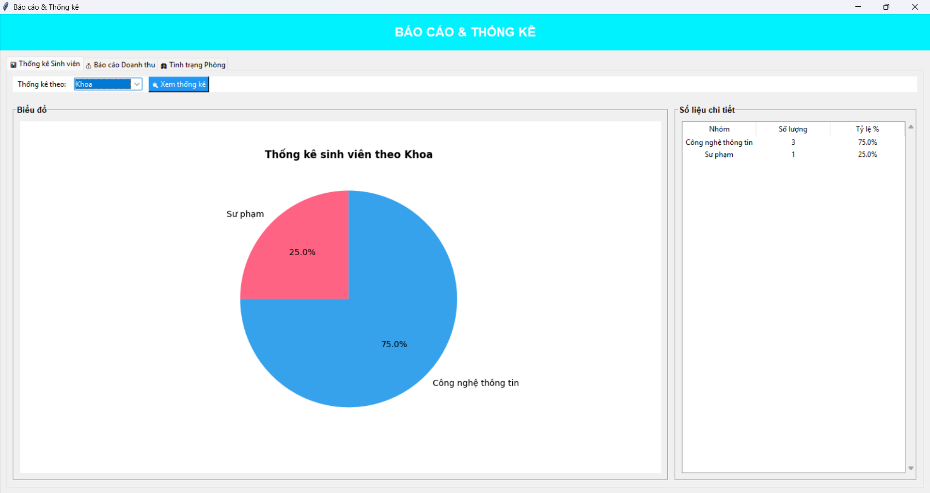 Báo cáo & Thống kê
BÁO CÁO & THỐNG KÊ
Thống kê Sinh viên Báo cáo Doanh thu Tình trạng Phòng
Thống kê theo: Khoa Xem thống kê
Biểu đồ
Thống kê sinh viên theo Khoa
Sư phạm
25.0%
75.0%
Công nghệ thông tin
Số liệu chi tiết
Nhóm Số lượng Tỷ lệ %
Công nghệ thông tin 3 75.0%
Sư phạm 1 25.0%